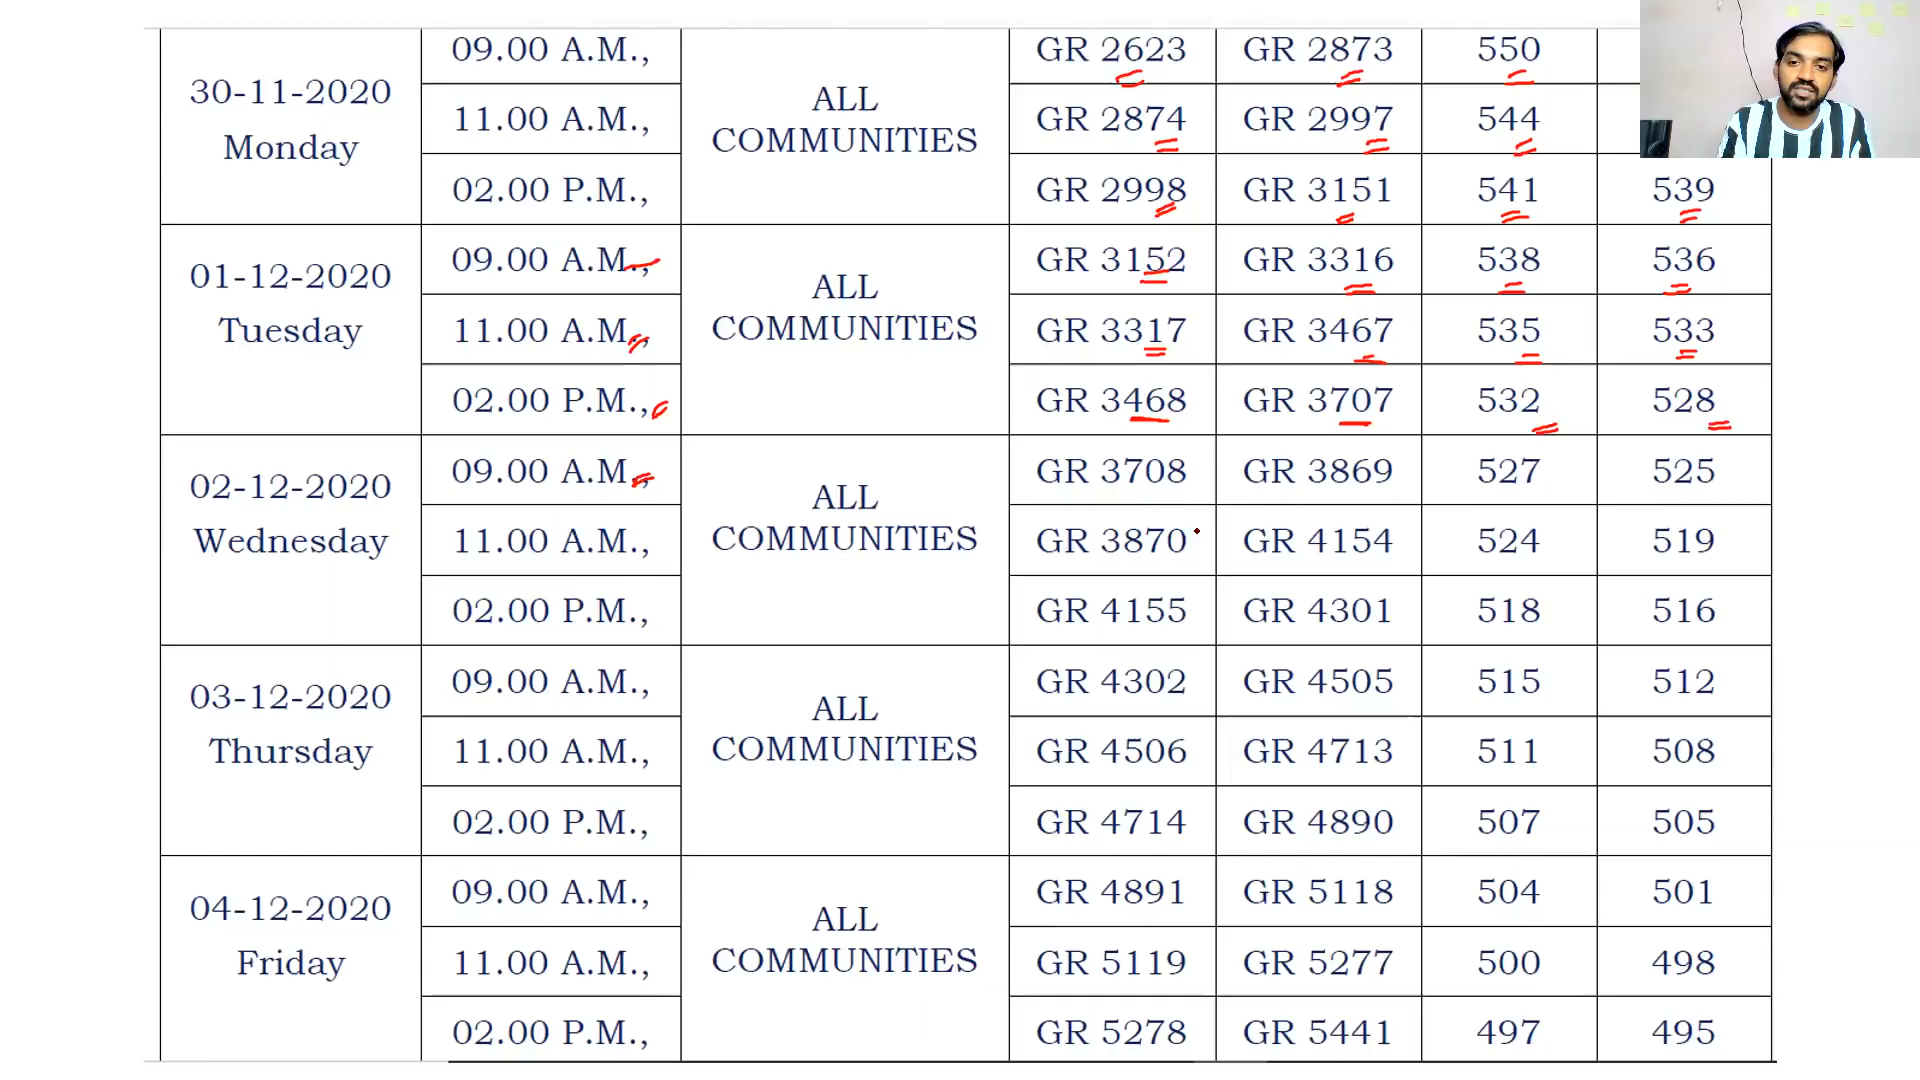 30-11-2020
Monday
09.00 A.M.,
ALL
COMMUNITIES
GR 2623
GR 2873
550
11.00 A.M.,
GR 2874
GR 2997
544
02.00 P.M.,
GR 2998
GR 3151
541
539
01-12-2020
Tuesday
09.00 A.M.,
ALL
COMMUNITIES
GR 3152
GR 3316
538
536
11.00 A.M.,
GR 3317
GR 3467
535
533
02.00 P.M.,
GR 3468
GR 3707
532
528
02-12-2020
Wednesday
09.00 A.M.,
ALL
COMMUNITIES
GR 3708
GR 3869
527
525
11.00 A.M.,
GR 3870
GR 4154
524
519
02.00 P.M.,
GR 4155
GR 4301
518
516
03-12-2020
Thursday
09.00 A.M.,
ALL
COMMUNITIES
GR 4302
GR 4505
515
512
11.00 A.M.,
GR 4506
GR 4713
511
508
02.00 P.M.,
GR 4714
GR 4890
507
505
04-12-2020
Friday
09.00 A.M.,
ALL
COMMUNITIES
GR 4891
GR 5118
504
501
11.00 A.M.,
GR 5119
GR 5277
500
498
02.00 P.M.,
GR 5278
GR 5441
497
495